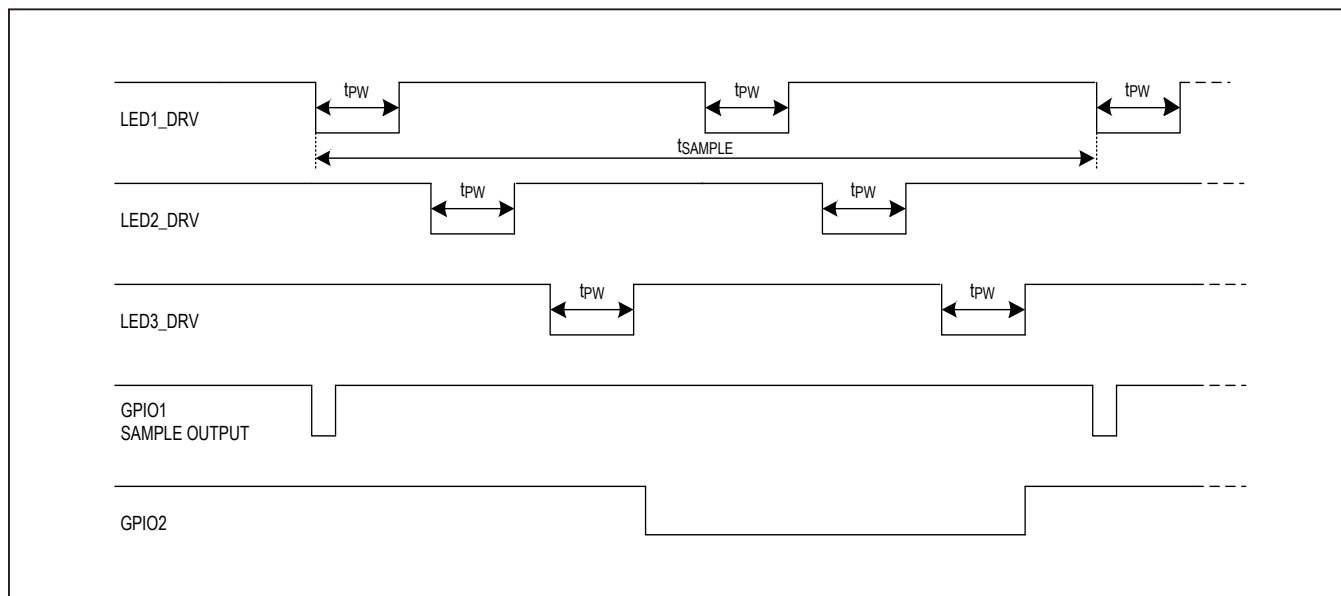 tPW
tPW
tPW
LED1_DRV
tSAMPLE
tPW
tPW
LED2_DRV
tPW
tPW
LED3_DRV
GPIO1
SAMPLE OUTPUT
GPIO2